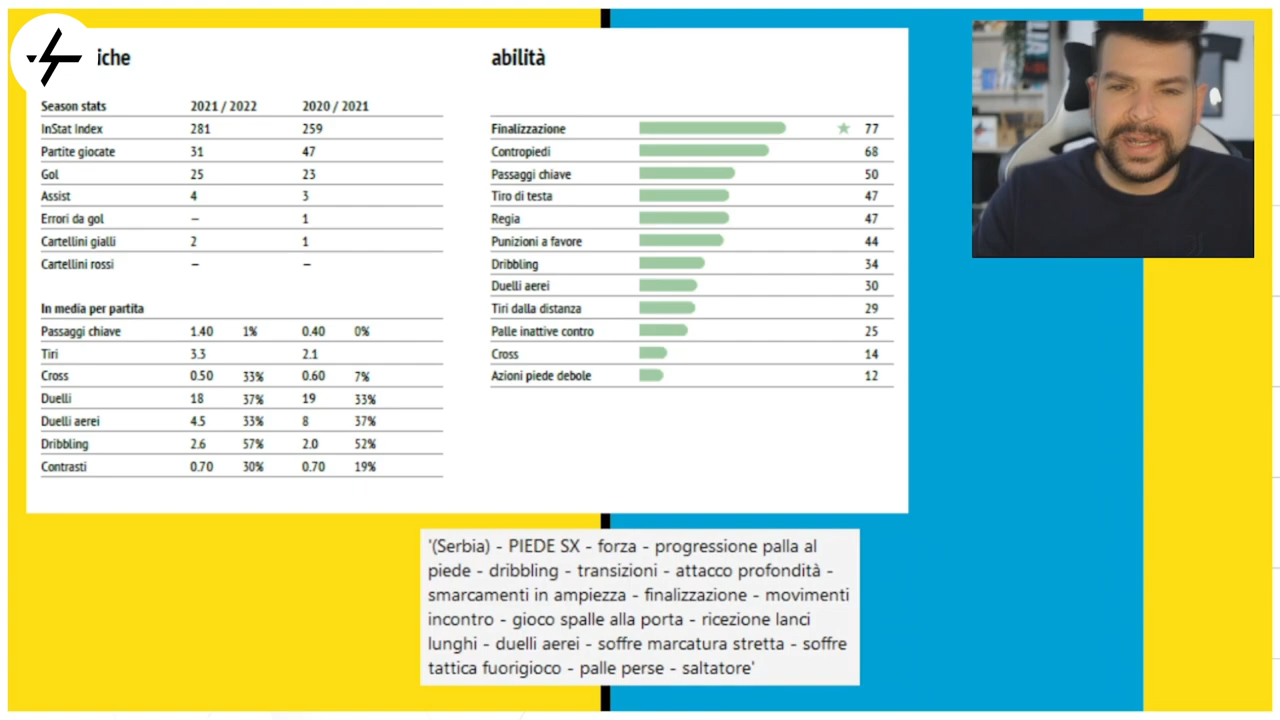 iche
Season stats 2021 / 2022 2020 / 2021
InStat Index 281 259
Partite giocate 31 47
Gol 25 23
Assist 4 3
Errori da gol – 1
Cartellini gialli 2 1
Cartellini rossi – –
In media per partita
Passaggi chiave 1.40 1% 0.40 0%
Tiri 3.3 2.1
Cross 0.50 33% 0.60 7%
Duelli 18 37% 19 33%
Duelli aerei 4.5 33% 8 37%
Dribbling 2.6 57% 2.0 52%
Contrasti 0.70 30% 0.70 19%
abilità
Finalizzazione 77
Contropiedi 68
Passaggi chiave 50
Tiro di testa 47
Regia 47
Punizioni a favore 44
Dribbling 34
Duelli aerei 30
Tiri dalla distanza 29
Palle inattive contro 25
Cross 14
Azioni piede debole 12
'(Serbia) - PIEDE SX - forza - progressione palla al
piede - dribbling - transizioni - attacco profondità -
smarcamenti in ampiezza - finalizzazione - movimenti
incontro - gioco spalle alla porta - ricezione lanci
lunghi - duelli aerei - soffre marcatura stretta - soffre
tattica fuorigioco - palle perse - saltatore'